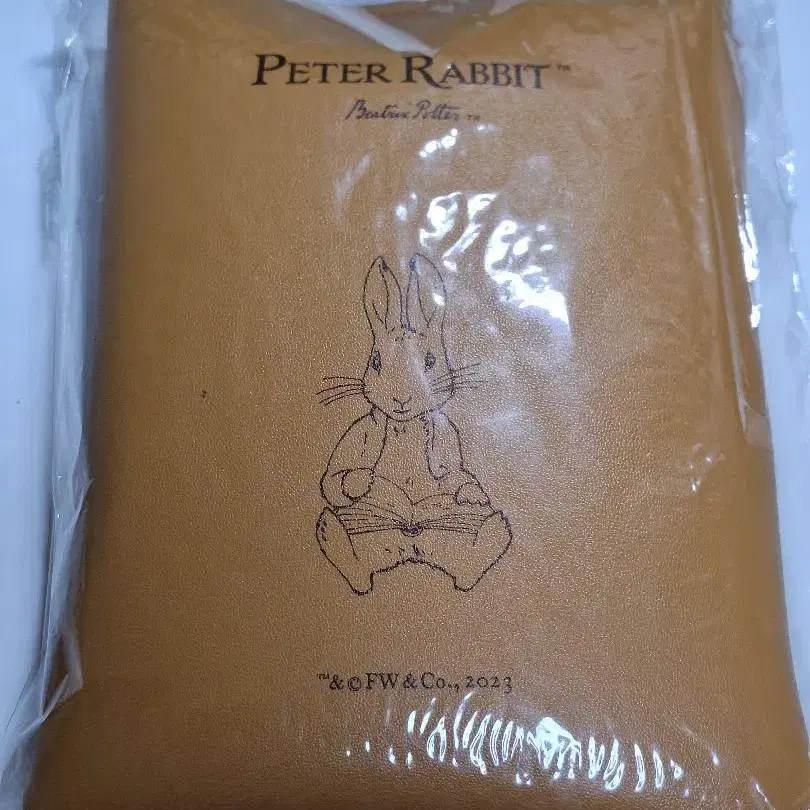 PETER RABBIT™
Beatrix Potter™
™&©FW&Co., 2023